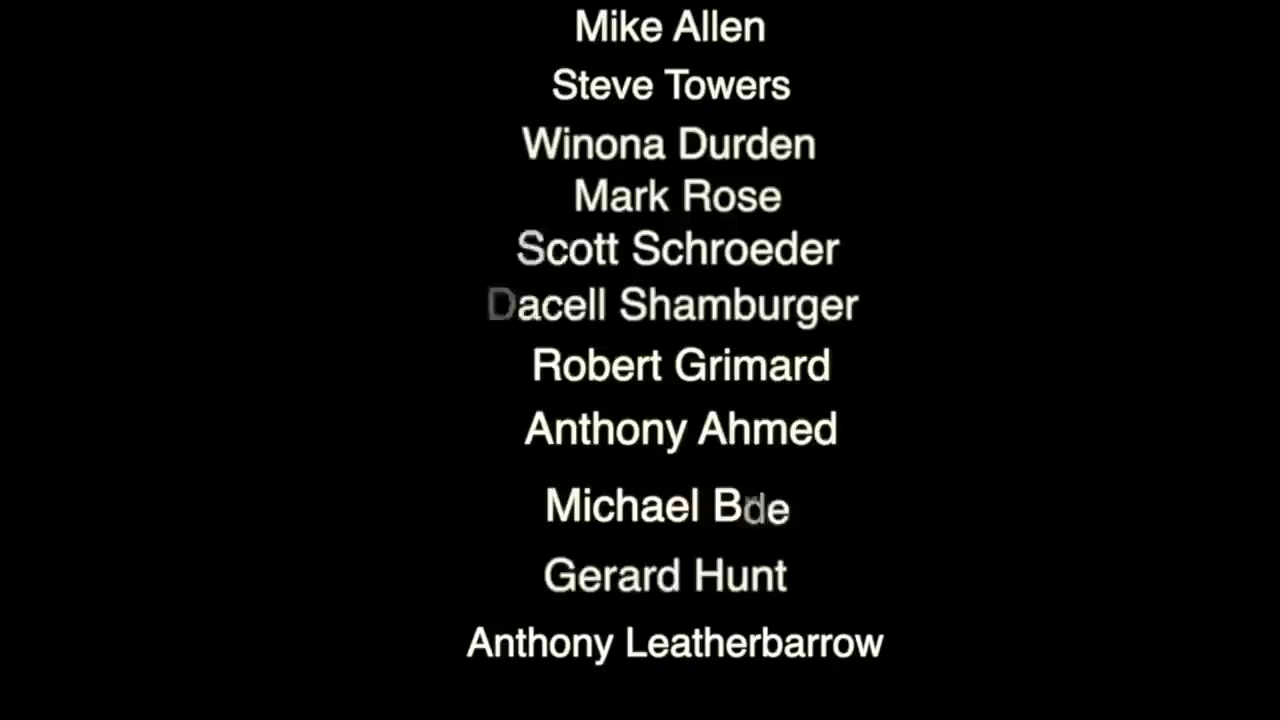 Mike Allen
Steve Towers
Winona Durden
Mark Rose
Scott Schroeder
Dacell Shamburger
Robert Grimard
Anthony Ahmed
Michael
Gerard Hunt
Anthony Leatherbarrow